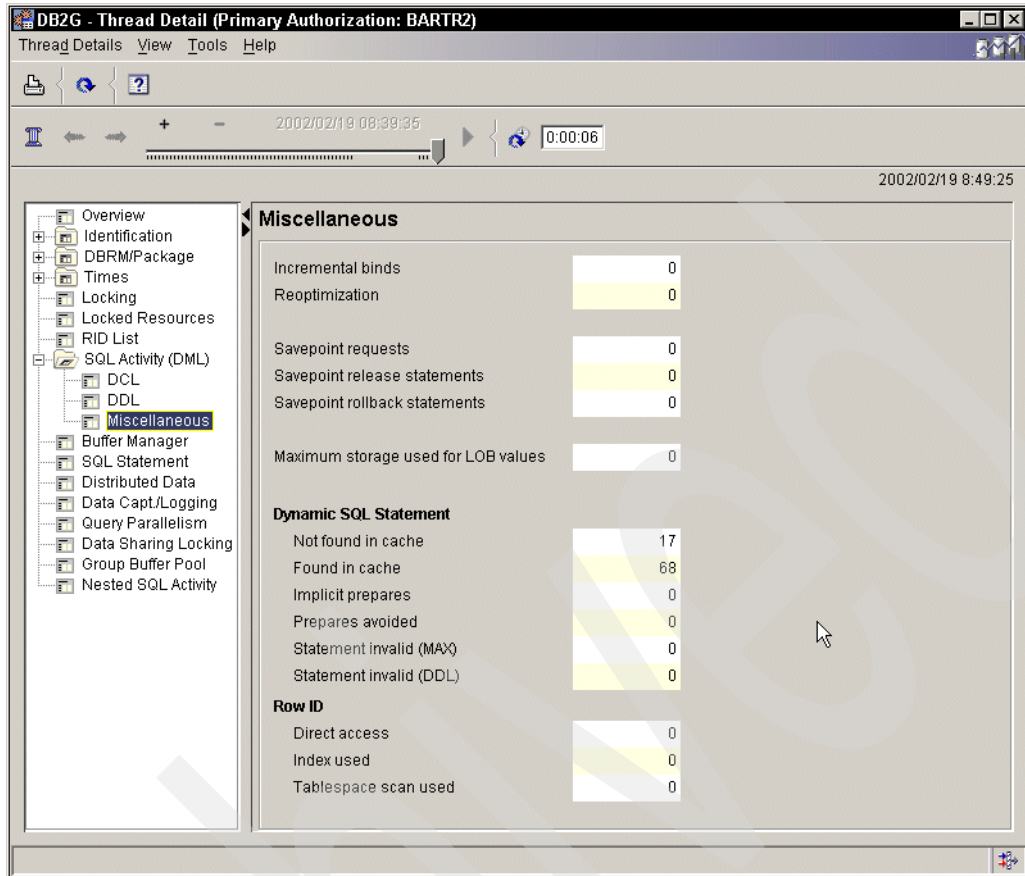 DB2G - Thread Detail (Primary Authorization: BARTR2)
Thread Details View Tools Help
+ - 2002/02/19 08:39:35
0:00:06
2002/02/19 8:49:25
Overview
Identification
DBRM/Package
Times
Locking
Locked Resources
RID List
SQL Activity (DML)
DCL
DDL
Miscellaneous
Buffer Manager
SQL Statement
Distributed Data
Data Capt./Logging
Query Parallelism
Data Sharing Locking
Group Buffer Pool
Nested SQL Activity
Miscellaneous
Incremental binds 0
Reoptimization 0
Savepoint requests 0
Savepoint release statements 0
Savepoint rollback statements 0
Maximum storage used for LOB values 0
Dynamic SQL Statement
Not found in cache 17
Found in cache 68
Implicit prepares 0
Prepares avoided 0
Statement invalid (MAX) 0
Statement invalid (DDL) 0
Row ID
Direct access 0
Index used 0
Tablespace scan used 0